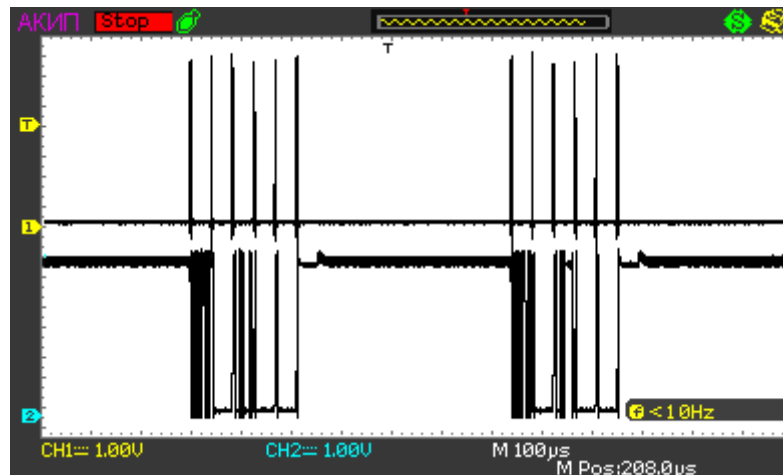 АКИП Stop
T
S
T
1
2
f <10Hz
CH1 1.00V CH2 1.00V M 100µs
M Pos:208.0µs